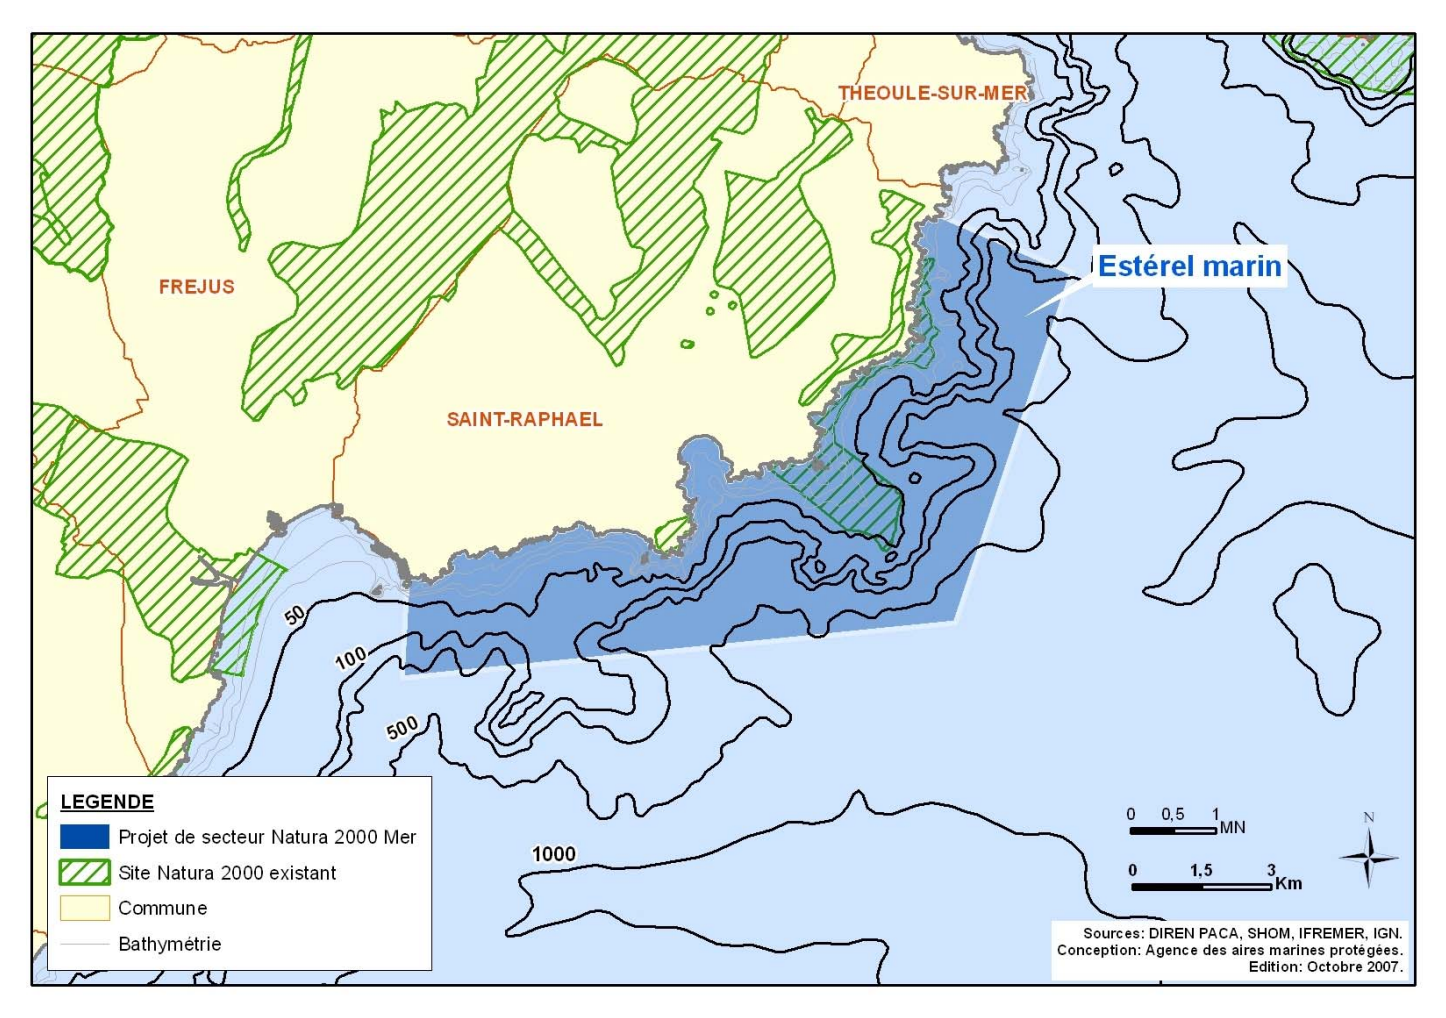 THEOULE-SUR-MER
Estérel marin
FREJUS
SAINT-RAPHAEL
50
100
500
1000
LEGENDE
Projet de secteur Natura 2000 Mer
Site Natura 2000 existant
Commune
Bathymétrie
0 0,5 1
MN
0 1,5 3
Km
N
Sources: DIREN PACA, SHOM, IFREMER, IGN.
Conception: Agence des aires marines protégées.
Edition: Octobre 2007.